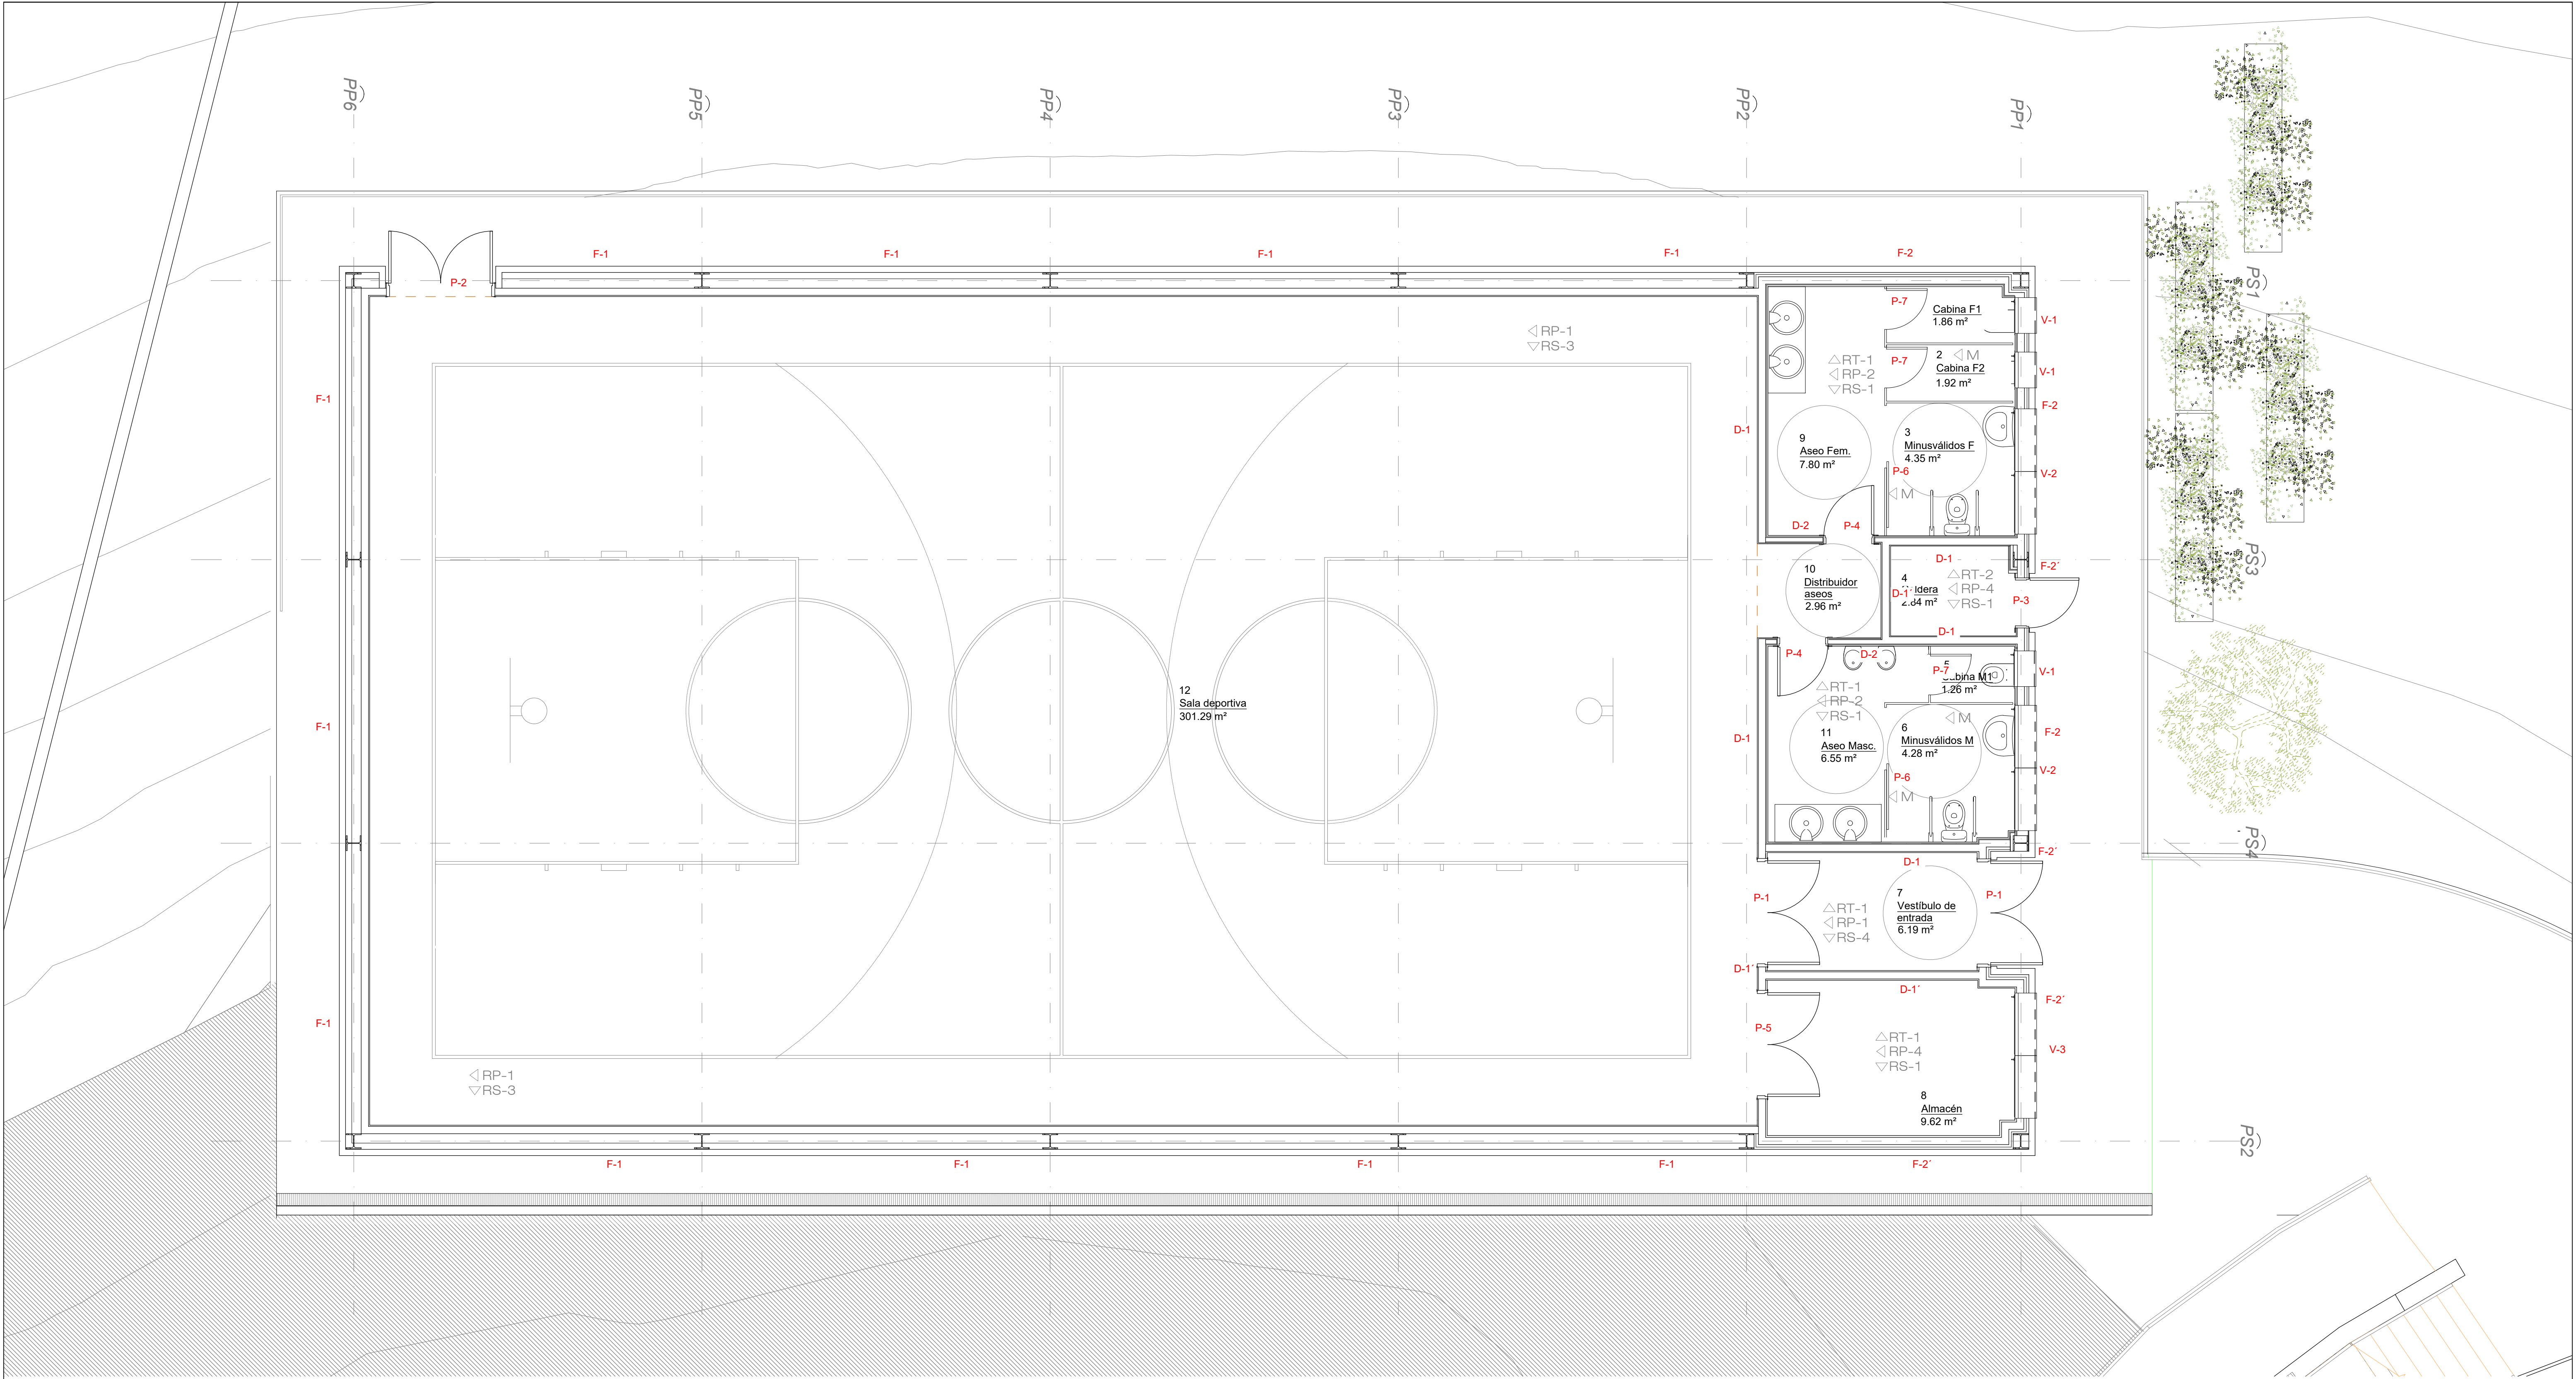 PP6
PP5
PP4
PP3
PP2
PP1
PS1
PS3
PS4
PS2
F-1
F-1
F-1
F-1
F-2
P-2
RP-1
RS-3
P-7
Cabina F1
1.86 m²
V-1
RT-1
RP-2
RS-1
P-7
2
M
Cabina F2
1.92 m²
V-1
F-1
D-1
F-2
9
Aseo Fem.
7.80 m²
3
Minusválidos F
4.35 m²
P-6
M
V-2
D-2
P-4
10
Distribuidor
aseos
2.96 m²
D-1
4
D-1
RT-2
RP-4
RS-1
D-1
F-2´
P-3
P-4
D-2
P-7
1.26 m²
V-1
RT-1
RP-2
RS-1
M
12
Sala deportiva
301.29 m²
F-1
D-1
11
Aseo Masc.
6.55 m²
6
Minusválidos M
4.28 m²
F-2
V-2
P-6
M
F-2´
D-1
P-1
7
Vestíbulo de
entrada
6.19 m²
P-1
RT-1
RP-1
RS-4
D-1´
D-1´
F-2´
F-1
P-5
RT-1
RP-4
RS-1
V-3
RP-1
RS-3
8
Almacén
9.62 m²
F-1
F-1
F-1
F-1
F-2´